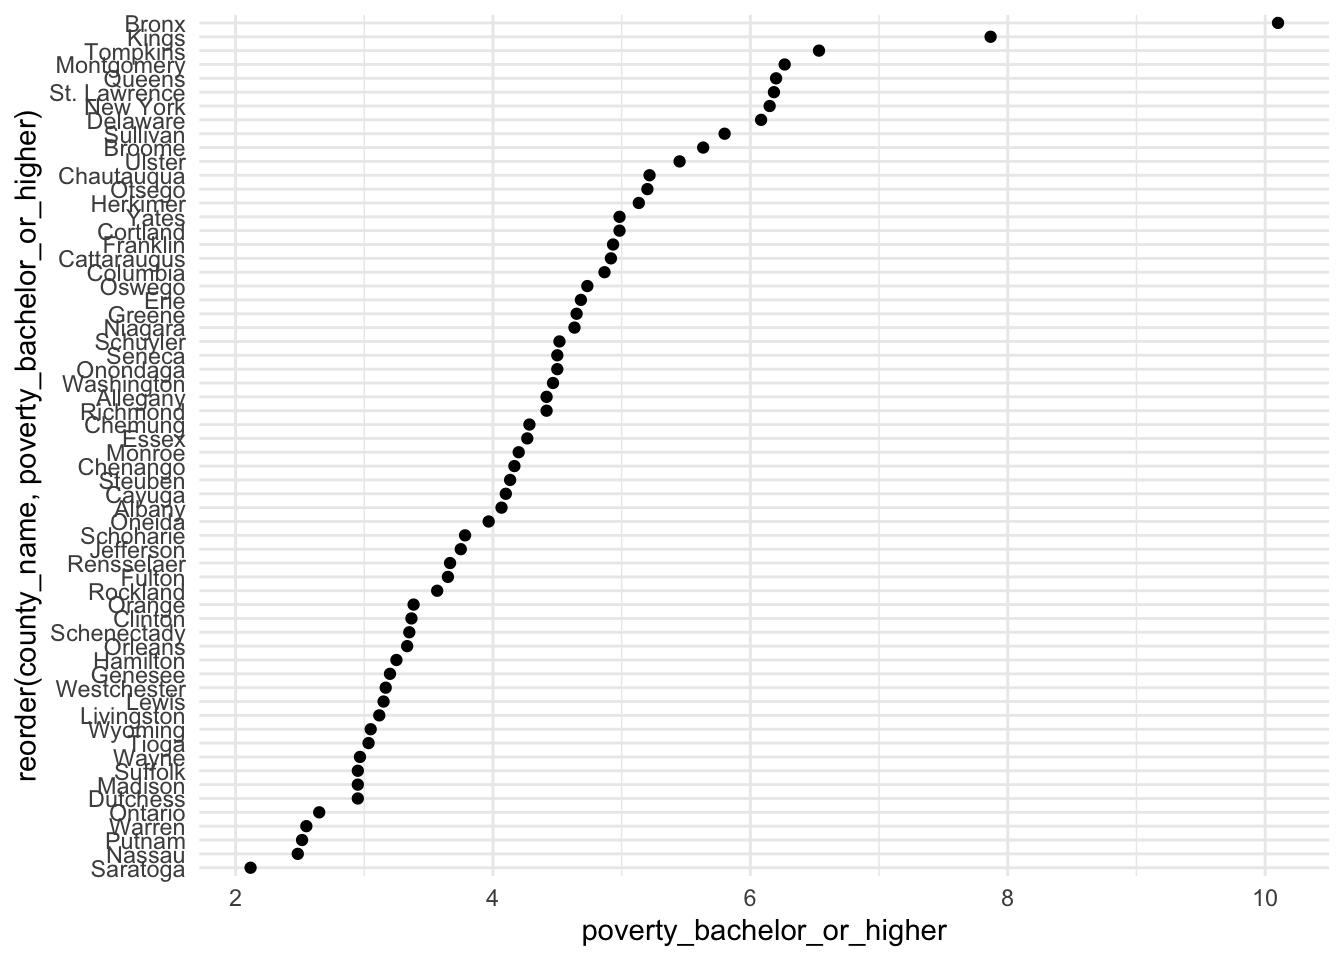 reorder(county_name, poverty_bachelor_or_higher)
Bronx
Kings
Tompkins
Montgomery
Queens
St. Lawrence
New York
Delaware
Sullivan
Broome
Ulster
Chautauqua
Otsego
Herkimer
Yates
Cortland
Franklin
Cattaraugus
Columbia
Oswego
Erie
Greene
Niagara
Schuyler
Seneca
Onondaga
Washington
Allegany
Richmond
Chemung
Essex
Monroe
Chenango
Steuben
Cayuga
Albany
Oneida
Schoharie
Jefferson
Rensselaer
Fulton
Rockland
Orange
Clinton
Schenectady
Orleans
Hamilton
Genesee
Westchester
Lewis
Livingston
Wyoming
Tioga
Wayne
Suffolk
Madison
Dutchess
Ontario
Warren
Putnam
Nassau
Saratoga
2 4 6 8 10
poverty_bachelor_or_higher